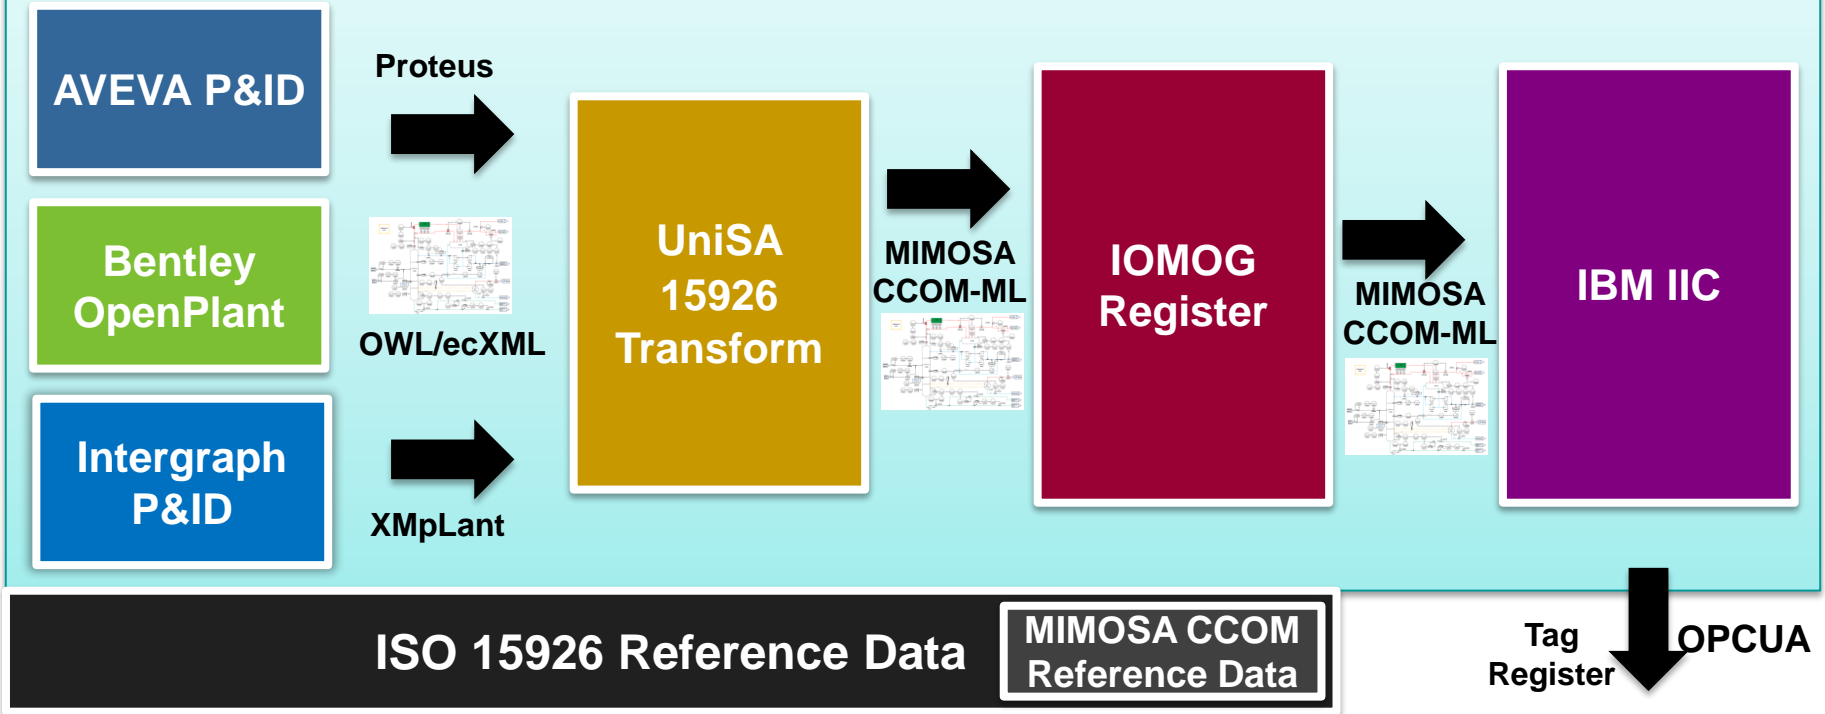 AVEVA P&ID
Proteus
Bentley
OpenPlant
OWL/ecXML
Intergraph
P&ID
XMpLant
UniSA
15926
Transform
MIMOSA
CCOM-ML
IOMOG
Register
MIMOSA
CCOM-ML
IBM IIC
ISO 15926 Reference Data
MIMOSA CCOM
Reference Data
Tag
Register
OPCUA